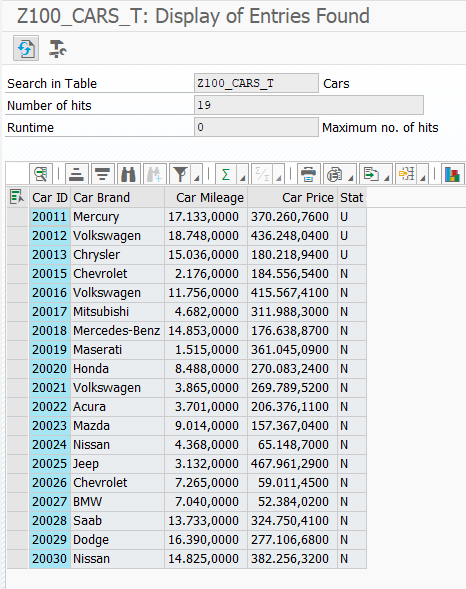 Z100_CARS_T: Display of Entries Found
Search in Table Z100_CARS_T Cars
Number of hits 19
Runtime 0 Maximum no. of hits
Car ID Car Brand Car Mileage Car Price Stat
20011 Mercury 17.133,0000 370.260,7600 U
20012 Volkswagen 18.748,0000 436.248,0400 U
20013 Chrysler 15.036,0000 180.218,9400 U
20015 Chevrolet 2.176,0000 184.556,5400 N
20016 Volkswagen 11.756,0000 415.567,4100 N
20017 Mitsubishi 4.682,0000 311.988,3000 N
20018 Mercedes-Benz 14.853,0000 176.638,8700 N
20019 Maserati 1.515,0000 361.045,0900 N
20020 Honda 8.488,0000 270.083,2400 N
20021 Volkswagen 3.865,0000 269.789,5200 N
20022 Acura 3.701,0000 206.376,1100 N
20023 Mazda 9.014,0000 157.367,0400 N
20024 Nissan 4.368,0000 65.148,7000 N
20025 Jeep 3.132,0000 467.961,2900 N
20026 Chevrolet 7.265,0000 59.011,4500 N
20027 BMW 7.040,0000 52.384,0200 N
20028 Saab 13.733,0000 324.750,4100 N
20029 Dodge 16.390,0000 277.106,6800 N
20030 Nissan 14.825,0000 382.256,3200 N